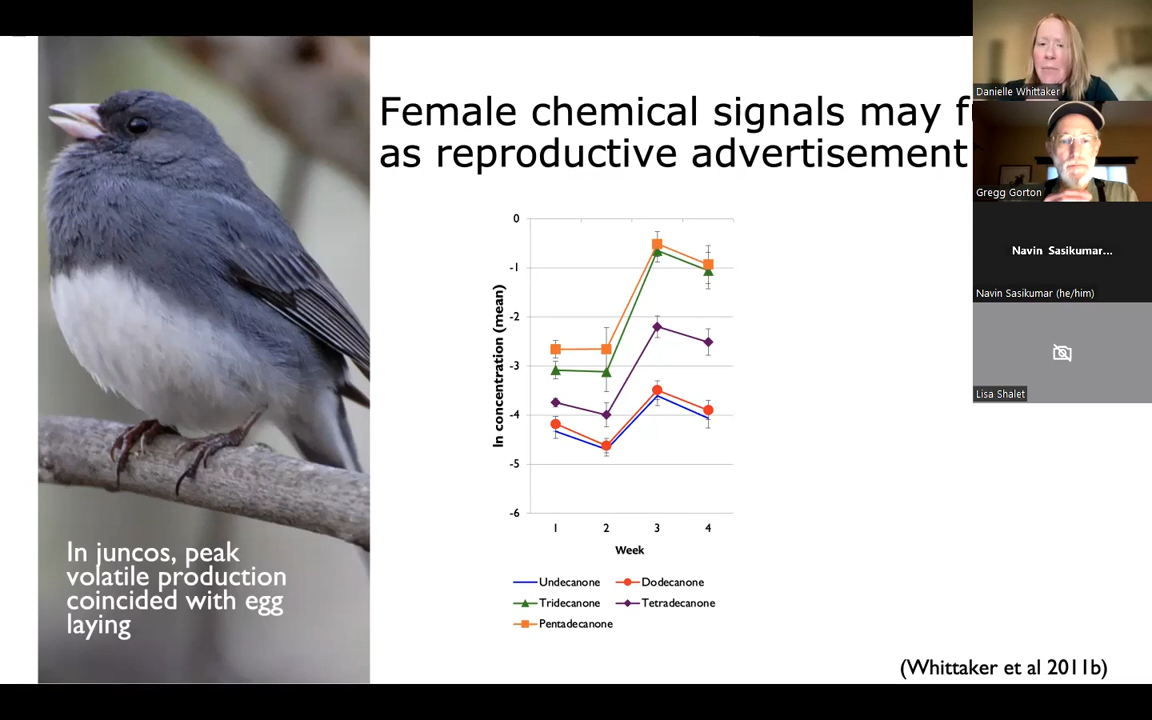 Female chemical signals may f
as reproductive advertisement
0
-1
-2
-3
-4
-5
-6
ln concentration (mean)
1 2 3 4
Week
Undecanone Dodecanone
Tridecanone Tetradecanone
Pentadecanone
In juncos, peak
volatile production
coincided with egg
laying
(Whittaker et al 2011b)
Danielle Whittaker
Gregg Gorton
Navin Sasikumar...
Navin Sasikumar (he/him)
Lisa Shalet